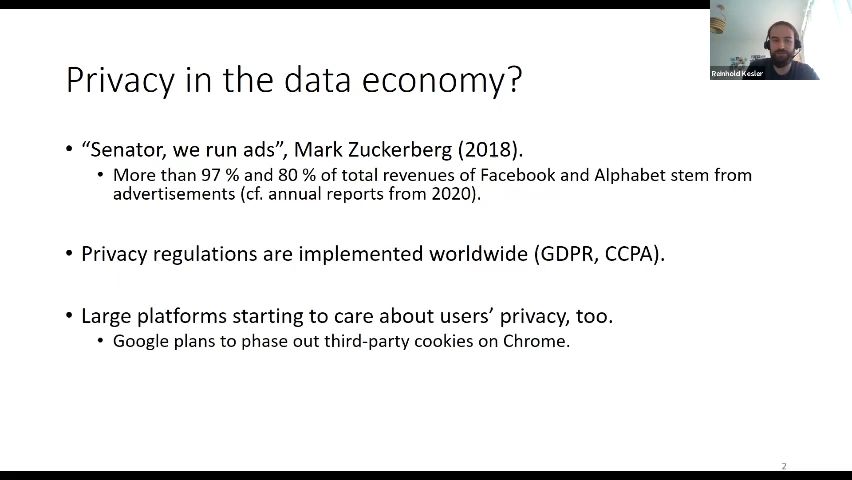 Reinhold Kesler
Privacy in the data economy?
• “Senator, we run ads”, Mark Zuckerberg (2018).
• More than 97 % and 80 % of total revenues of Facebook and Alphabet stem from
advertisements (cf. annual reports from 2020).
• Privacy regulations are implemented worldwide (GDPR, CCPA).
• Large platforms starting to care about users’ privacy, too.
• Google plans to phase out third-party cookies on Chrome.
2